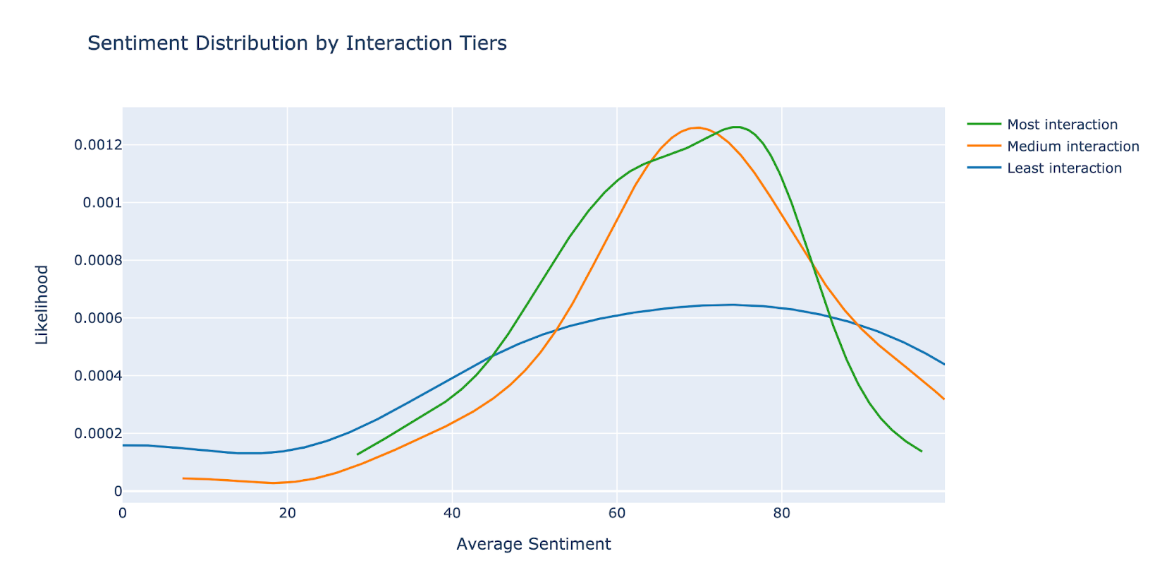 Sentiment Distribution by Interaction Tiers
Most interaction
Medium interaction
Least interaction
0.0012
0.001
0.0008
0.0006
0.0004
0.0002
0
Likelihood
0 20 40 60 80
Average Sentiment